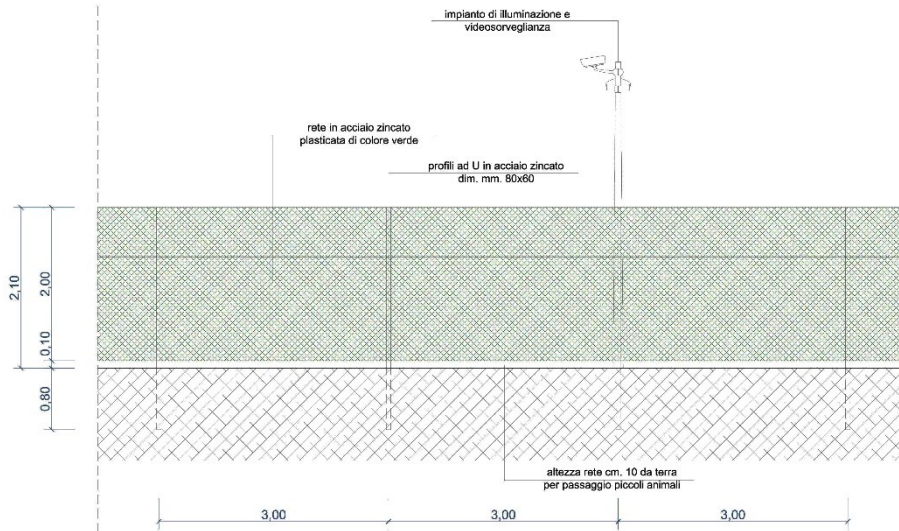 impianto di illuminazione e
videosorveglianza
rete in acciaio zincato
plasticata di colore verde
profili ad U in acciaio zincato
dim. mm. 80x60
2,10
2,00
0,10
0,80
altezza rete cm. 10 da terra
per passaggio piccoli animali
3,00
3,00
3,00